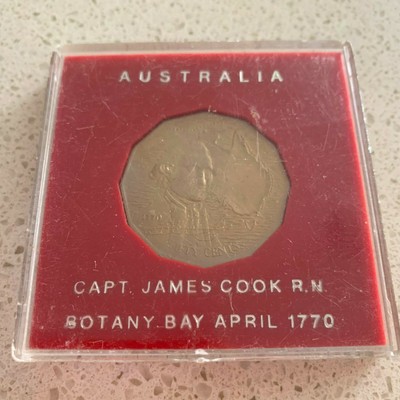 AUSTRALIA
CAPT. JAMES COOK R.N.
BOTANY BAY APRIL 1770